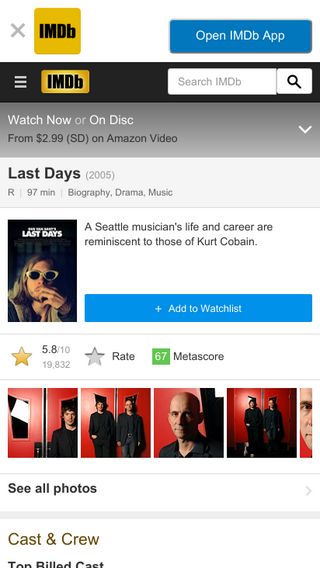 IMDb
Open IMDb App
IMDb
Search IMDb
Watch Now or On Disc
From $2.99 (SD) on Amazon Video
Last Days (2005)
R | 97 min | Biography, Drama, Music
GUS VAN SANT'S
LAST DAYS
A Seattle musician's life and career are
reminiscent to those of Kurt Cobain.
+ Add to Watchlist
5.8/10
19,832
Rate
67 Metascore
See all photos
Cast & Crew
Top Billed Cast